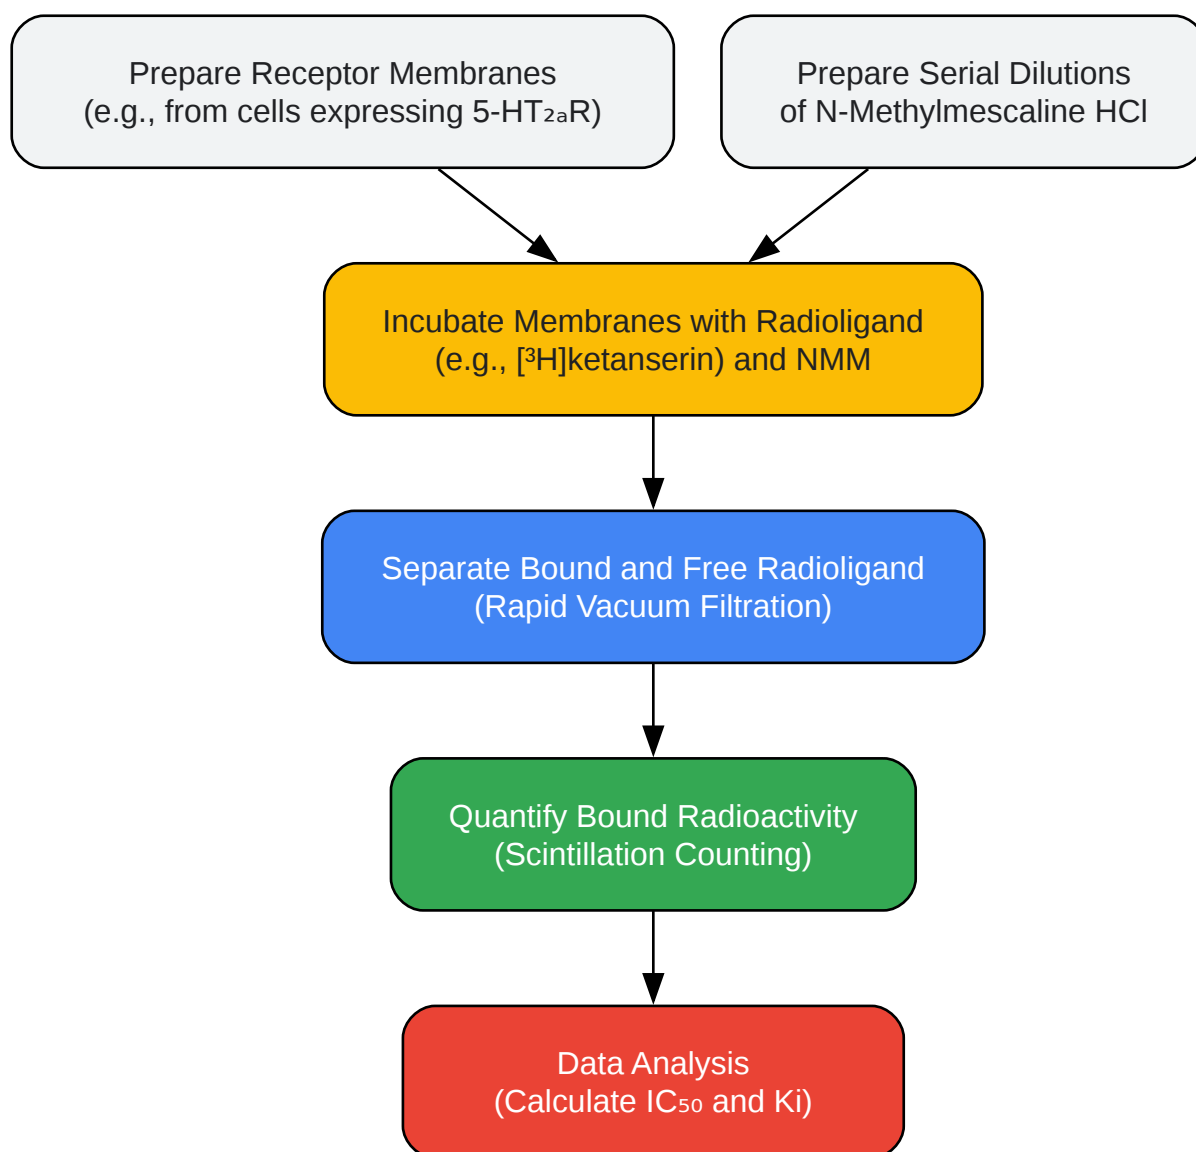 Prepare Receptor Membranes
(e.g., from cells expressing 5-HT₂ₐR)
Prepare Serial Dilutions
of N-Methylmescaline HCl
Incubate Membranes with Radioligand
(e.g., [³H]ketanserin) and NMM
Separate Bound and Free Radioligand
(Rapid Vacuum Filtration)
Quantify Bound Radioactivity
(Scintillation Counting)
Data Analysis
(Calculate IC₅₀ and Ki)